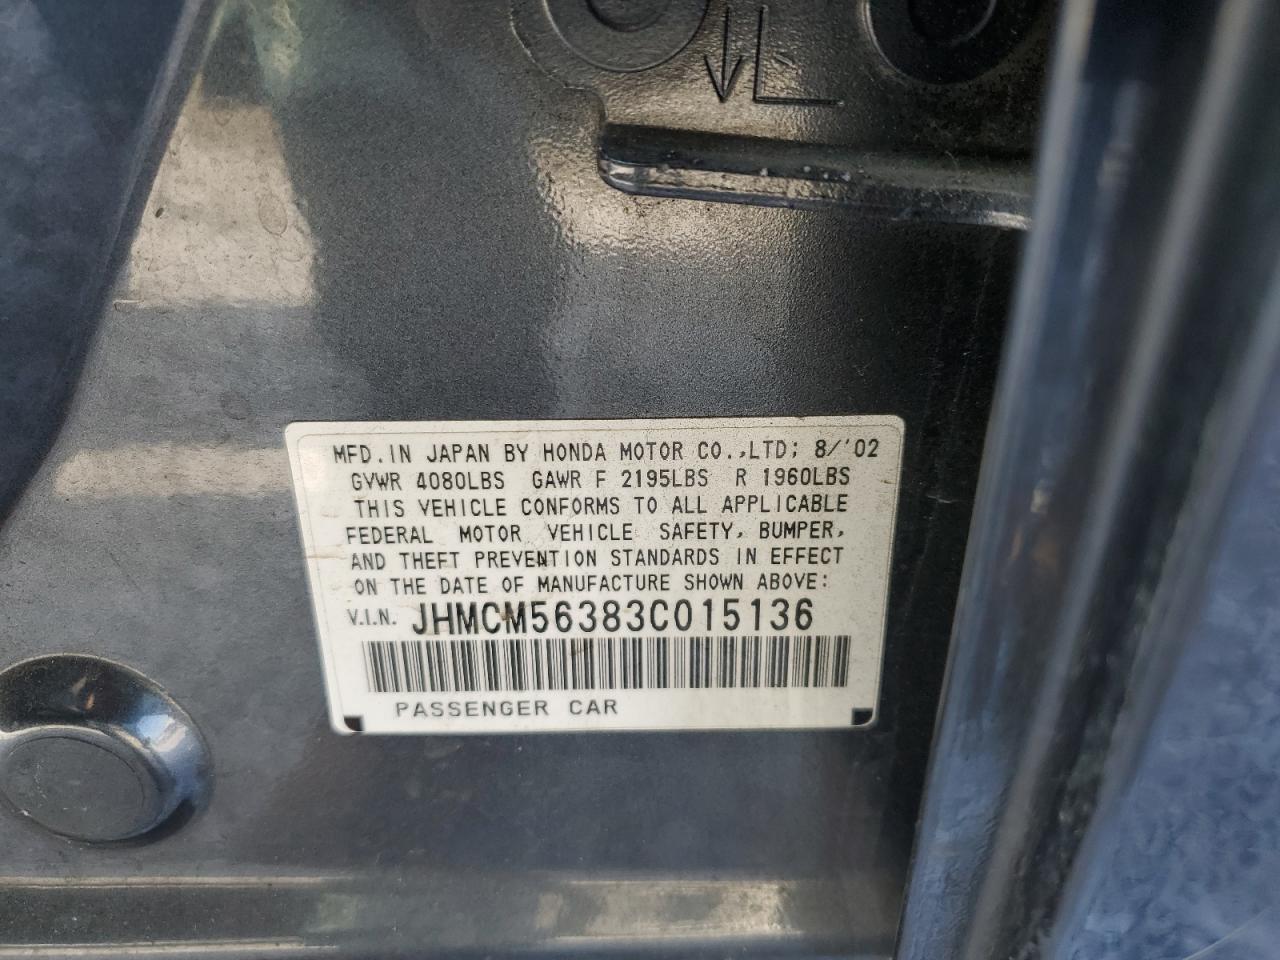 MFD.IN JAPAN BY HONDA MOTOR CO.,LTD; 8/'02
GVWR 4080LBS GAWR F 2195LBS R 1960LBS
THIS VEHICLE CONFORMS TO ALL APPLICABLE
FEDERAL MOTOR VEHICLE SAFETY, BUMPER,
AND THEFT PREVENTION STANDARDS IN EFFECT
ON THE DATE OF MANUFACTURE SHOWN ABOVE:
V.I.N. JHMCM56383C015136
PASSENGER CAR